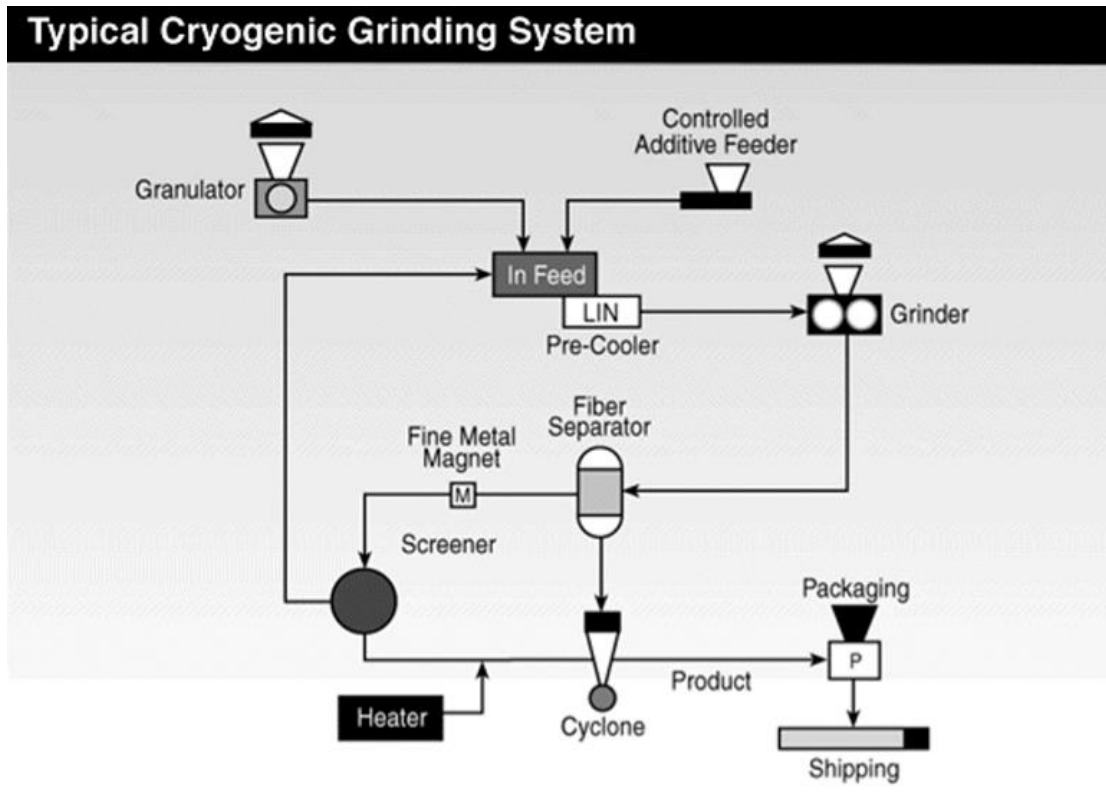 Typical Cryogenic Grinding System
Controlled
Additive Feeder
Granulator
In Feed
LIN
Pre-Cooler
Grinder
Fiber
Separator
Fine Metal
Magnet
M
Screener
Packaging
P
Product
Heater
Cyclone
Shipping